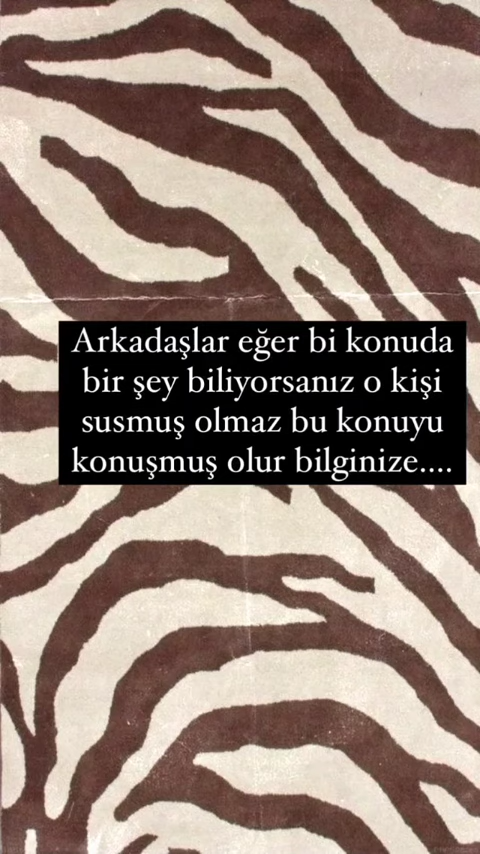 Arkadaşlar eğer bi konuda
bir şey biliyorsanız o kişi
susmuş olmaz bu konuyu
konuşmuş olur bilginize....